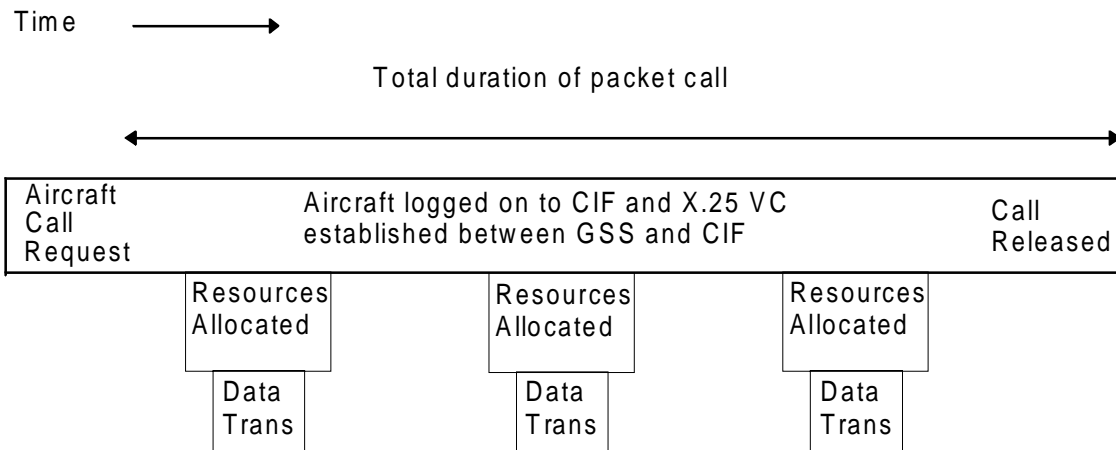 Time
Total duration of packet call
Aircraft
Call
Request
Aircraft logged on to CIF and X.25 VC
established between GSS and CIF
Call
Released
Resources
Allocated
Resources
Allocated
Resources
Allocated
Data
Trans
Data
Trans
Data
Trans